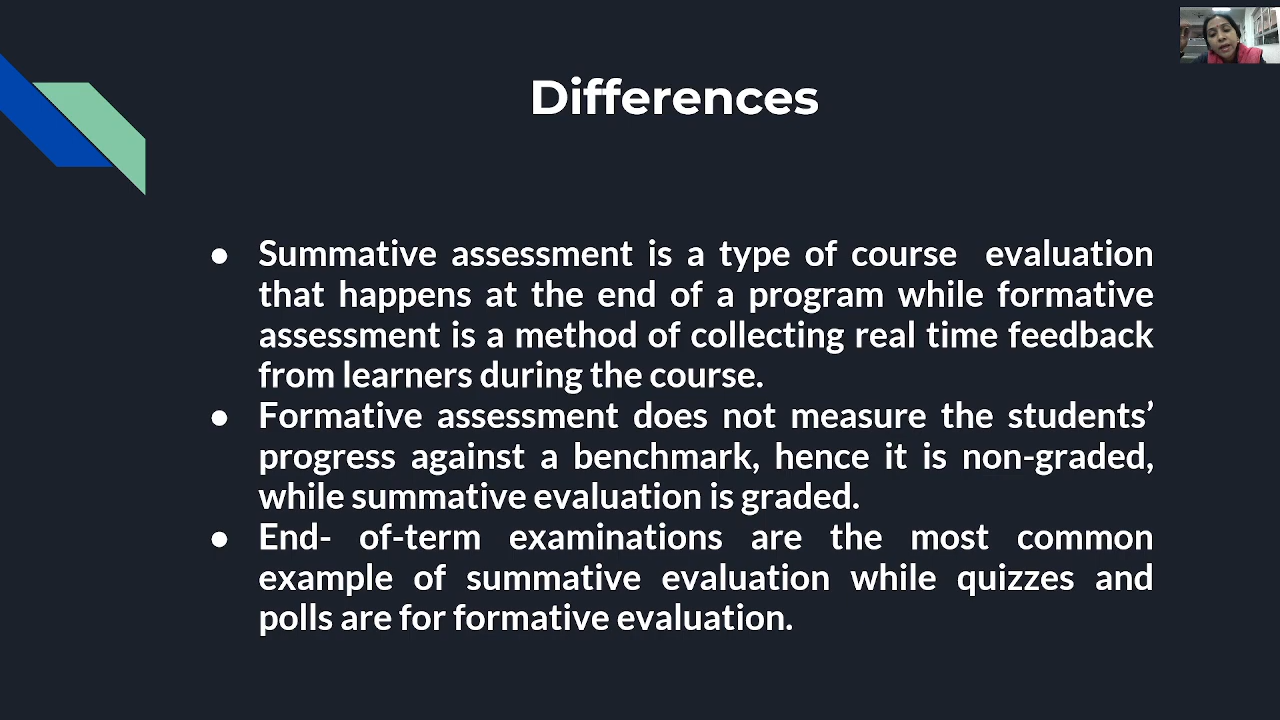 Differences
● Summative assessment is a type of course evaluation
that happens at the end of a program while formative
assessment is a method of collecting real time feedback
from learners during the course.
● Formative assessment does not measure the students’
progress against a benchmark, hence it is non-graded,
while summative evaluation is graded.
● End- of-term examinations are the most common
example of summative evaluation while quizzes and
polls are for formative evaluation.